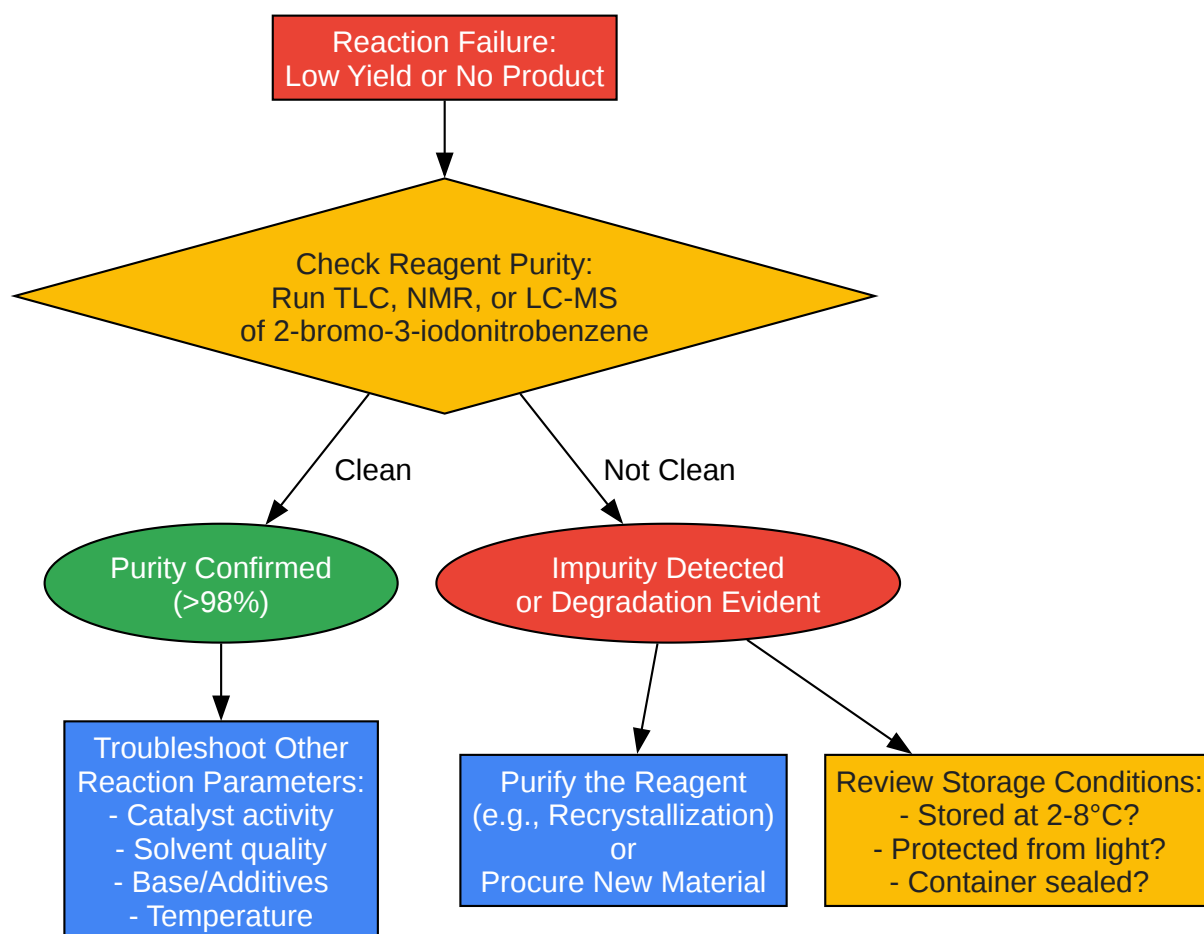 Reaction Failure:
Low Yield or No Product
Check Reagent Purity:
Run TLC, NMR, or LC-MS
of 2-bromo-3-iodonitrobenzene
Clean
Not Clean
Purity Confirmed
(>98%)
Impurity Detected
or Degradation Evident
Troubleshoot Other
Reaction Parameters:
- Catalyst activity
- Solvent quality
- Base/Additives
- Temperature
Purify the Reagent
(e.g., Recrystallization)
or
Procure New Material
Review Storage Conditions:
- Stored at 2-8°C?
- Protected from light?
- Container sealed?